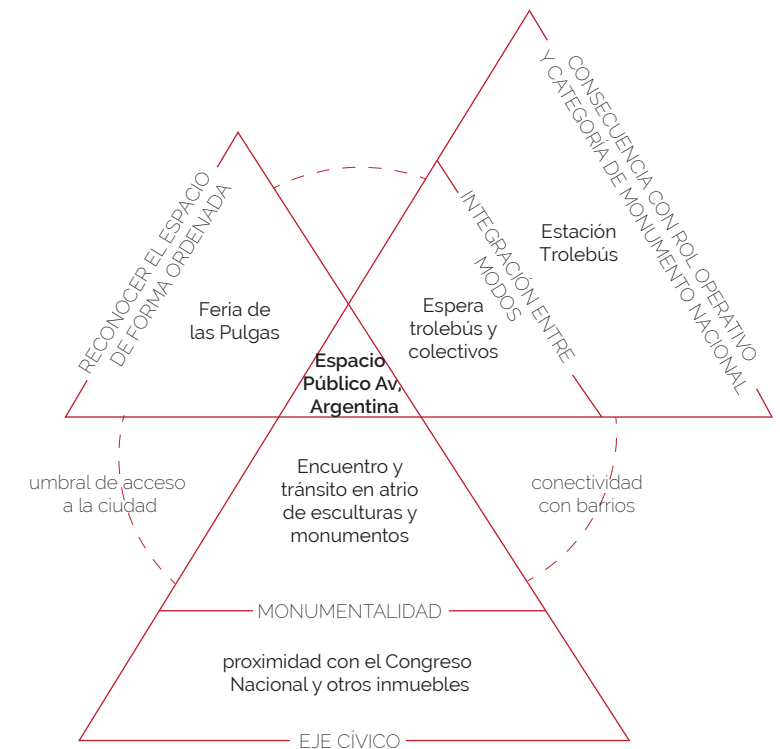 CONSECUENCIA CON ROL OPERATIVO
Y CATEGORÍA DE MONUMENTO NACIONAL
RECONOCER EL ESPACIO
DE FORMA ORDENADA
INTEGRACIÓN ENTRE
MODOS
Estación
Trolebús
Feria de
las Pulgas
Espera
trolebús y
colectivos
Espacio
Público Av,
Argentina
umbral de acceso
a la ciudad
Encuentro y
tránsito en atrio
de esculturas y
monumentos
conectividad
con barrios
MONUMENTALIDAD
proximidad con el Congreso
Nacional y otros inmuebles
EJE CÍVICO